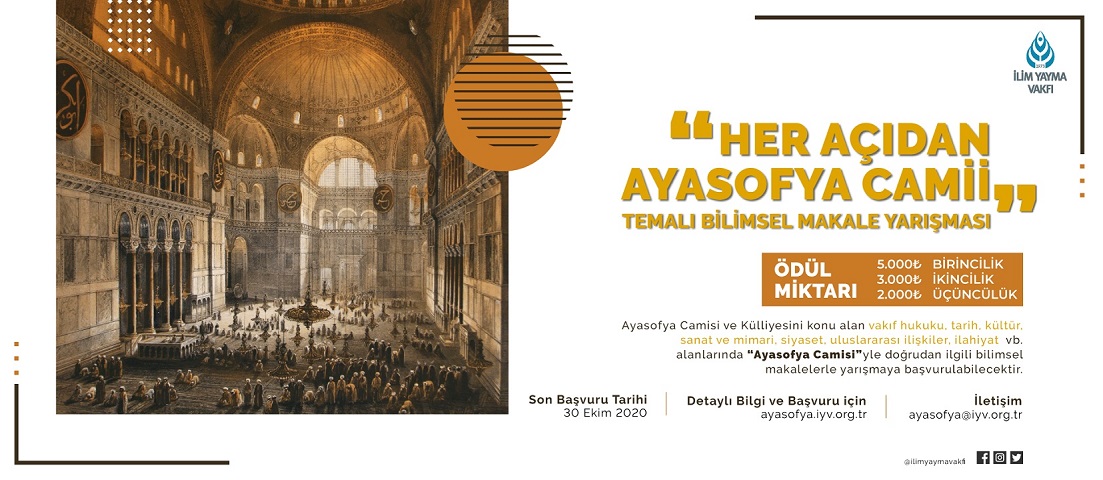 İLİM YAYMA
VAKFI
“HER AÇIDAN
AYASOFYA CAMİİ”
TEMALI BİLİMSEL MAKALE YARIŞMASI
ÖDÜL
MİKTARI
5.000₺ BİRİNCİLİK
3.000₺ İKİNCİLİK
2.000₺ ÜÇÜNCÜLÜK
Ayasofya Camisi ve Külliyesini konu alan vakıf hukuku, tarih, kültür,
sanat ve mimari, siyaset, uluslararası ilişkiler, ilahiyat vb.
alanlarında “Ayasofya Camisi”yle doğrudan ilgili bilimsel
makalelerle yarışmaya başvurulabilecektir.
Son Başvuru Tarihi
30 Ekim 2020
Detaylı Bilgi ve Başvuru için
ayasofya.iyv.org.tr
İletişim
ayasofya@iyv.org.tr
@ilimyaymavakfi